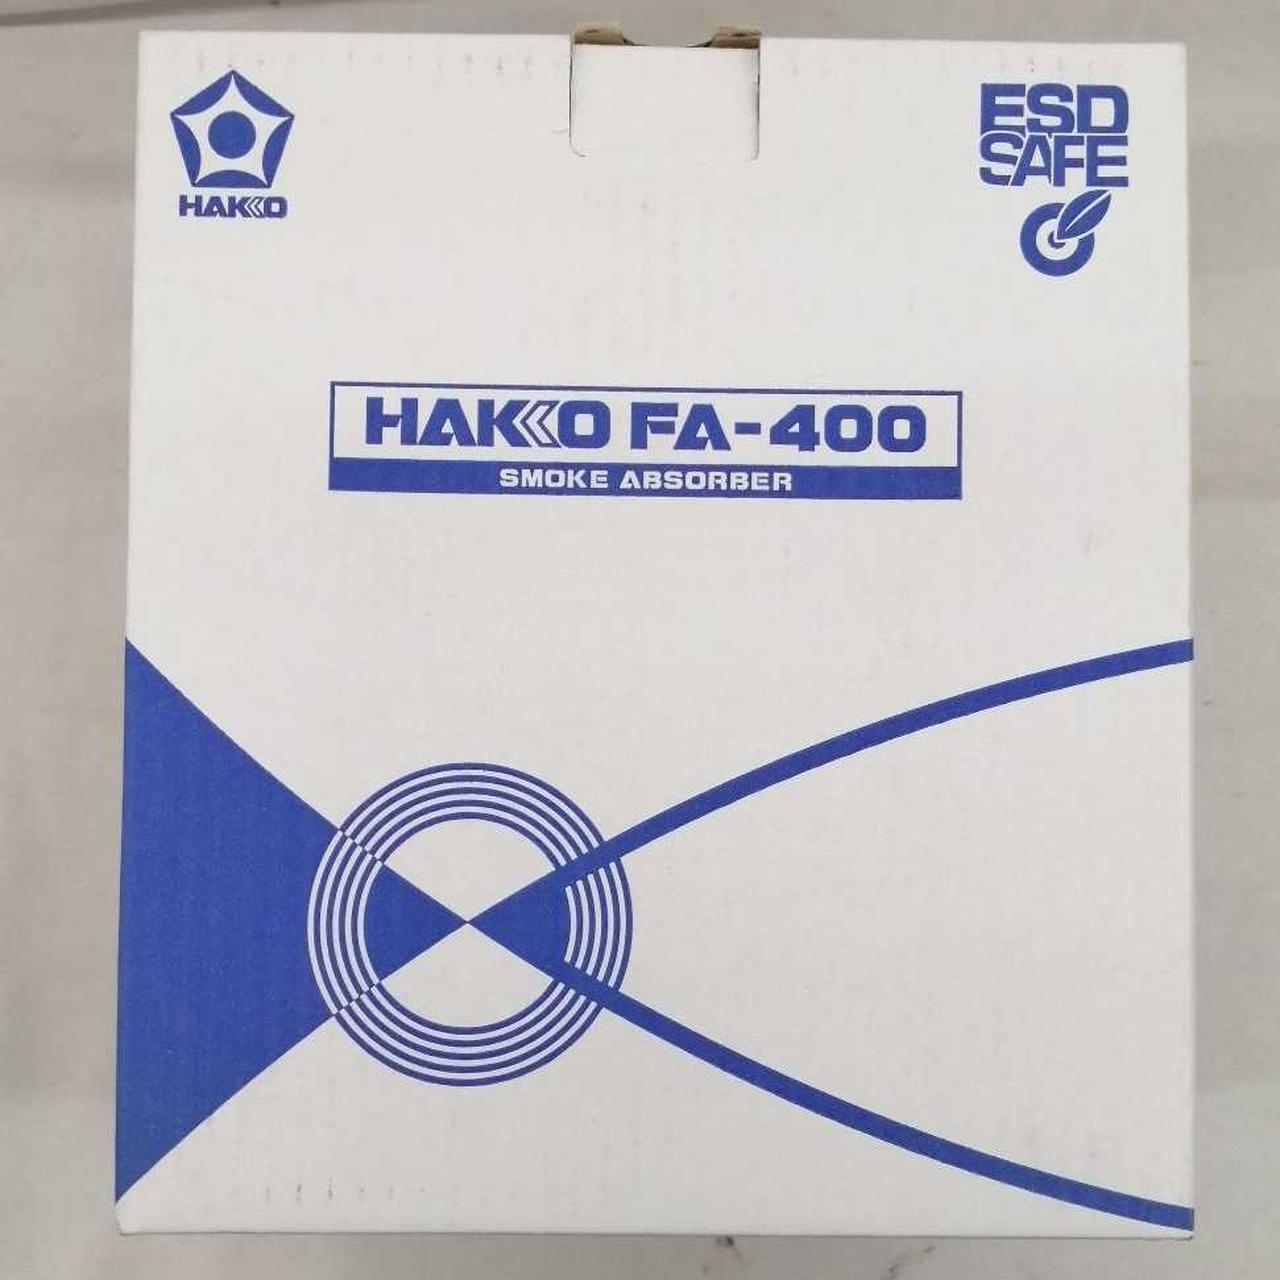 HAKKO
ESD
SAFE
HAKKO FA-400
SMOKE ABSORBER